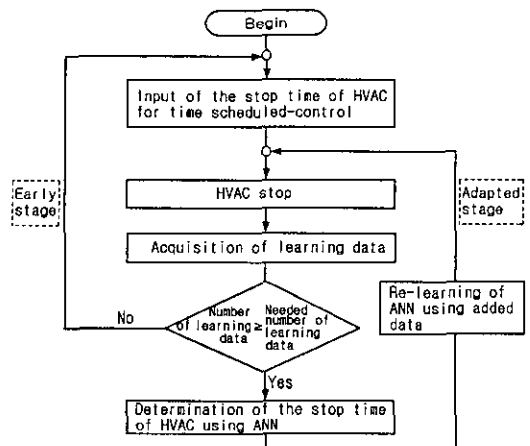 Begin
Input of the stop time of HVAC
for time scheduled-control
Early
stage
HVAC stop
Adapted
stage
Acquisition of learning data
Number
of learning
data
≥
Needed
number of
learning
data
No
Re-learning of
ANN using added
data
Yes
Determination of the stop time
of HVAC using ANN